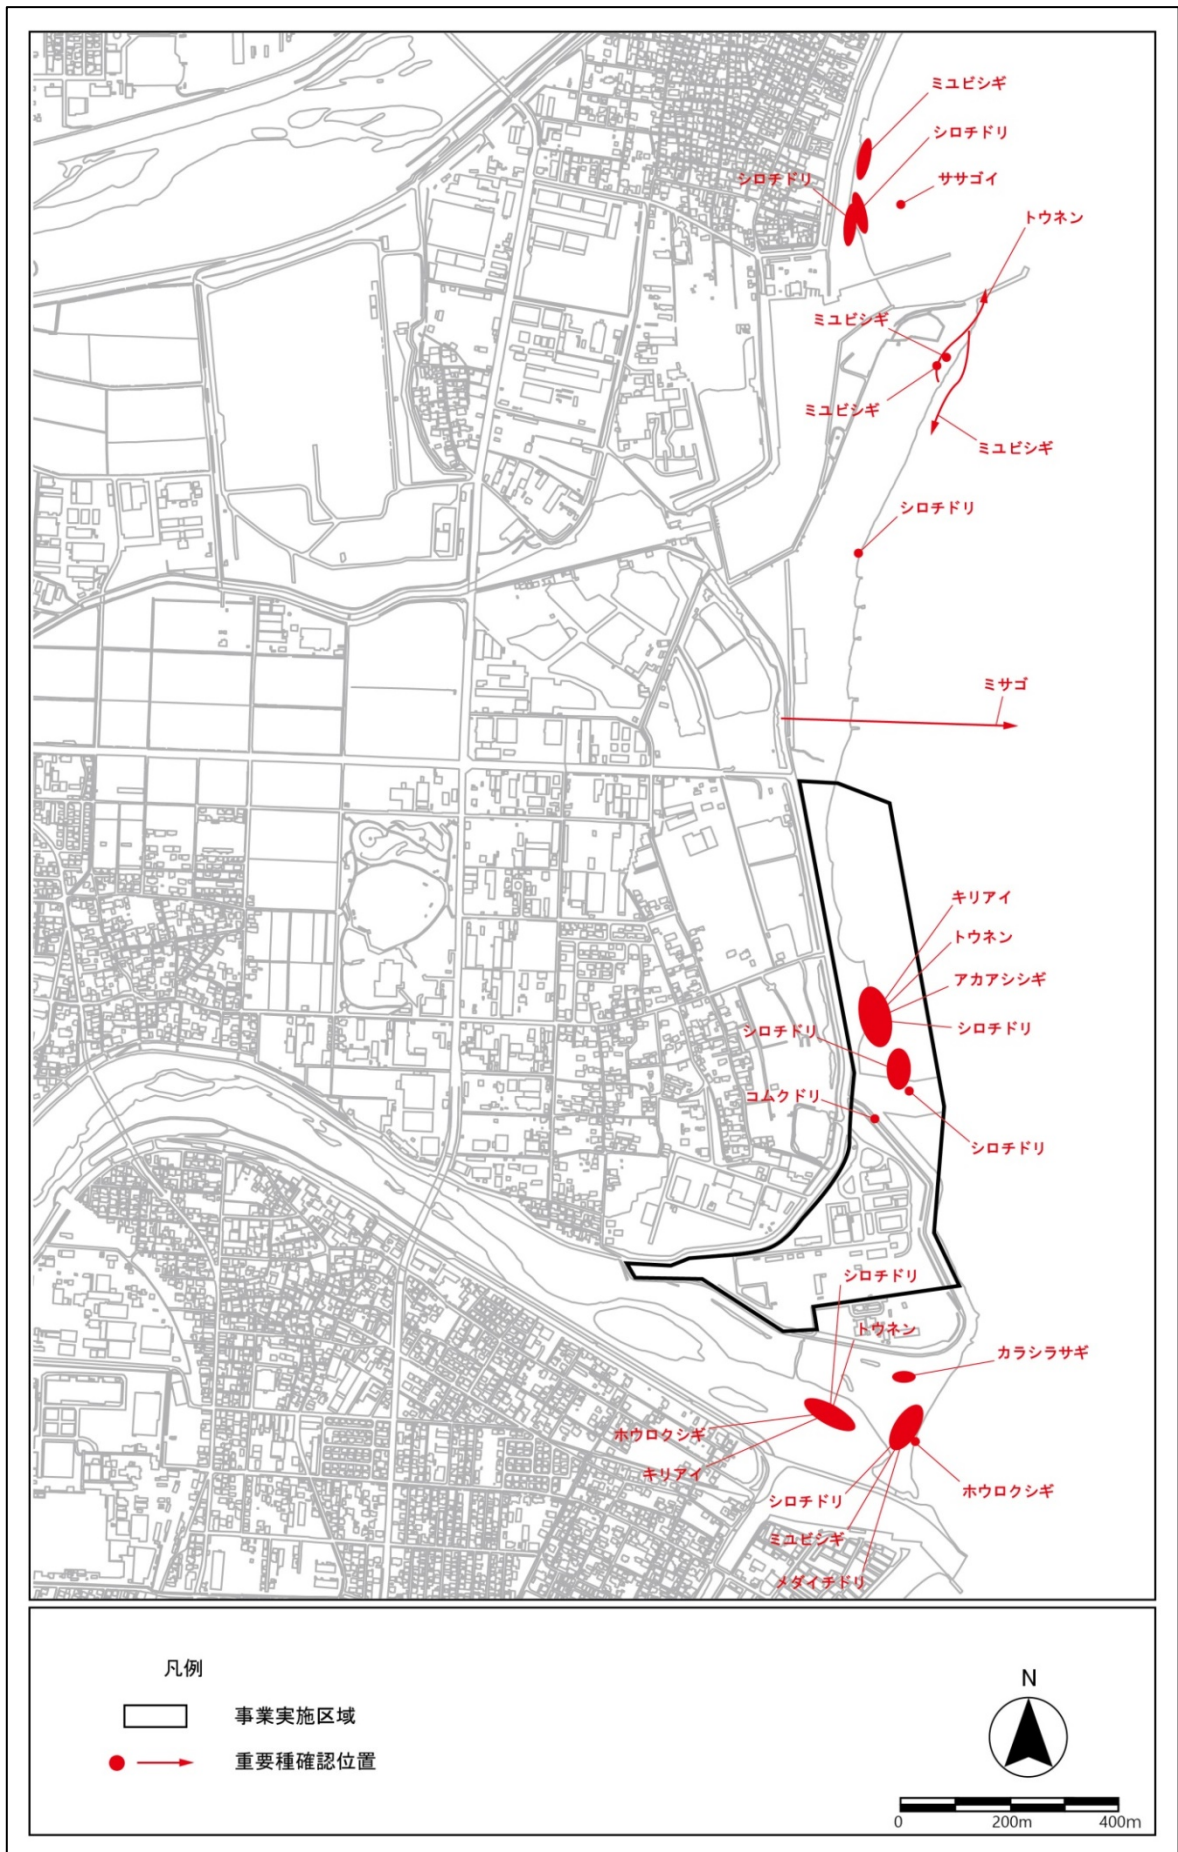 ミユビシギ
シロチドリ
シロチドリ
ササゴイ
トウネン
ミユビシギ
ミユビシギ
ミユビシギ
シロチドリ
ミサゴ
キリアイ
トウネン
アカアシシギ
シロチドリ
シロチドリ
コムクドリ
シロチドリ
シロチドリ
トウネン
カラシラサギ
ホウロクシギ
キリアイ
ホウロクシギ
シロチドリ
ミユビシギ
メダイチドリ
凡例
事業実施区域
重要種確認位置
N
0 200m 400m